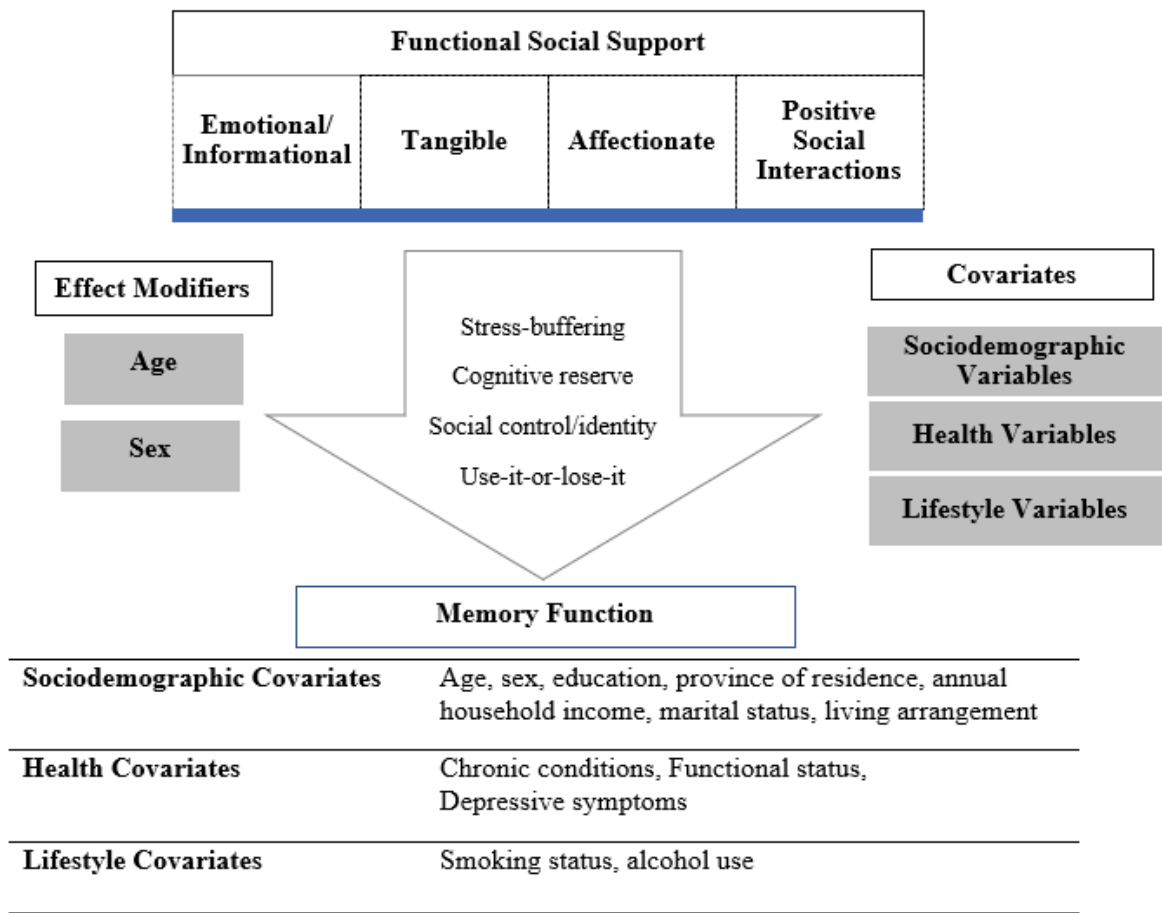 Functional Social Support
Emotional/
Informational
Tangible
Affectionate
Positive
Social
Interactions
Effect Modifiers
Age
Sex
Stress-buffering
Cognitive reserve
Social control/identity
Use-it-or-lose-it
Covariates
Sociodemographic
Variables
Health Variables
Lifestyle Variables
Memory Function
Sociodemographic Covariates
Age, sex, education, province of residence, annual
household income, marital status, living arrangement
Health Covariates
Chronic conditions, Functional status,
Depressive symptoms
Lifestyle Covariates
Smoking status, alcohol use